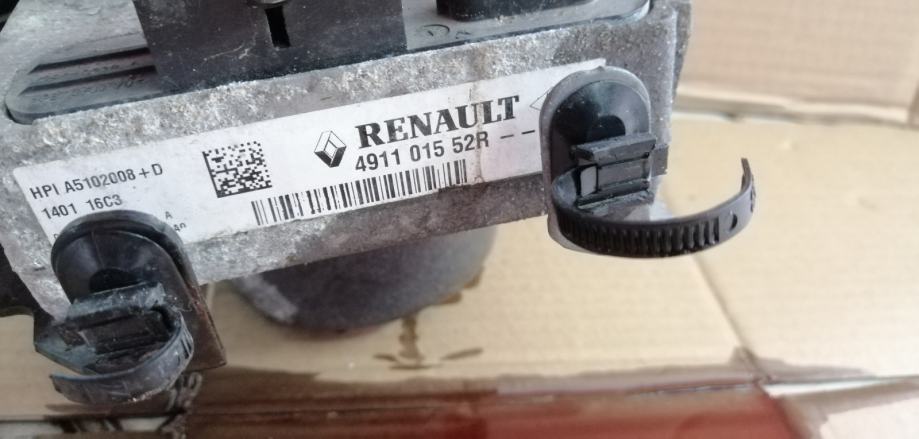 RENAULT
4911 015 52R --
HPI A5102008+D
1401 16C3
A